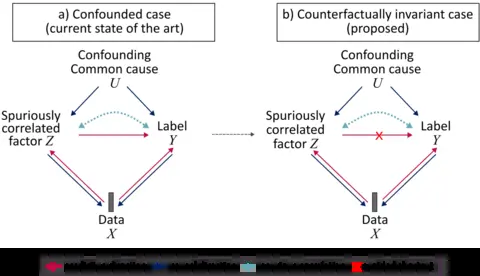 a) Confounded case
(current state of the art)
b) Counterfactually invariant case
(proposed)
Confounding
Common cause
U
Spuriously
correlated
factor Z
Label
Y
Data
X
Confounding
Common cause
U
Spuriously
correlated
factor Z
Label
Y
Data
X